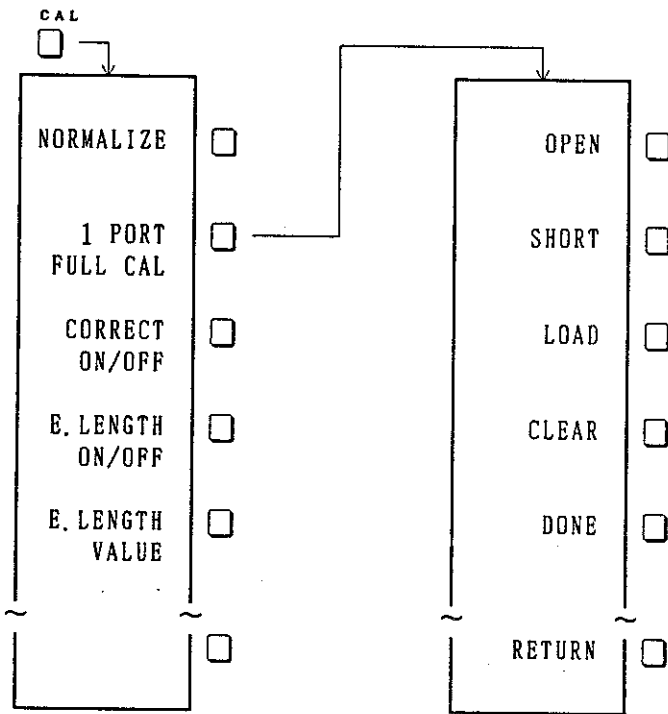 CAL
NORMALIZE
1 PORT
FULL CAL
CORRECT
ON/OFF
E.LENGTH
ON/OFF
E.LENGTH
VALUE
OPEN
SHORT
LOAD
CLEAR
DONE
RETURN